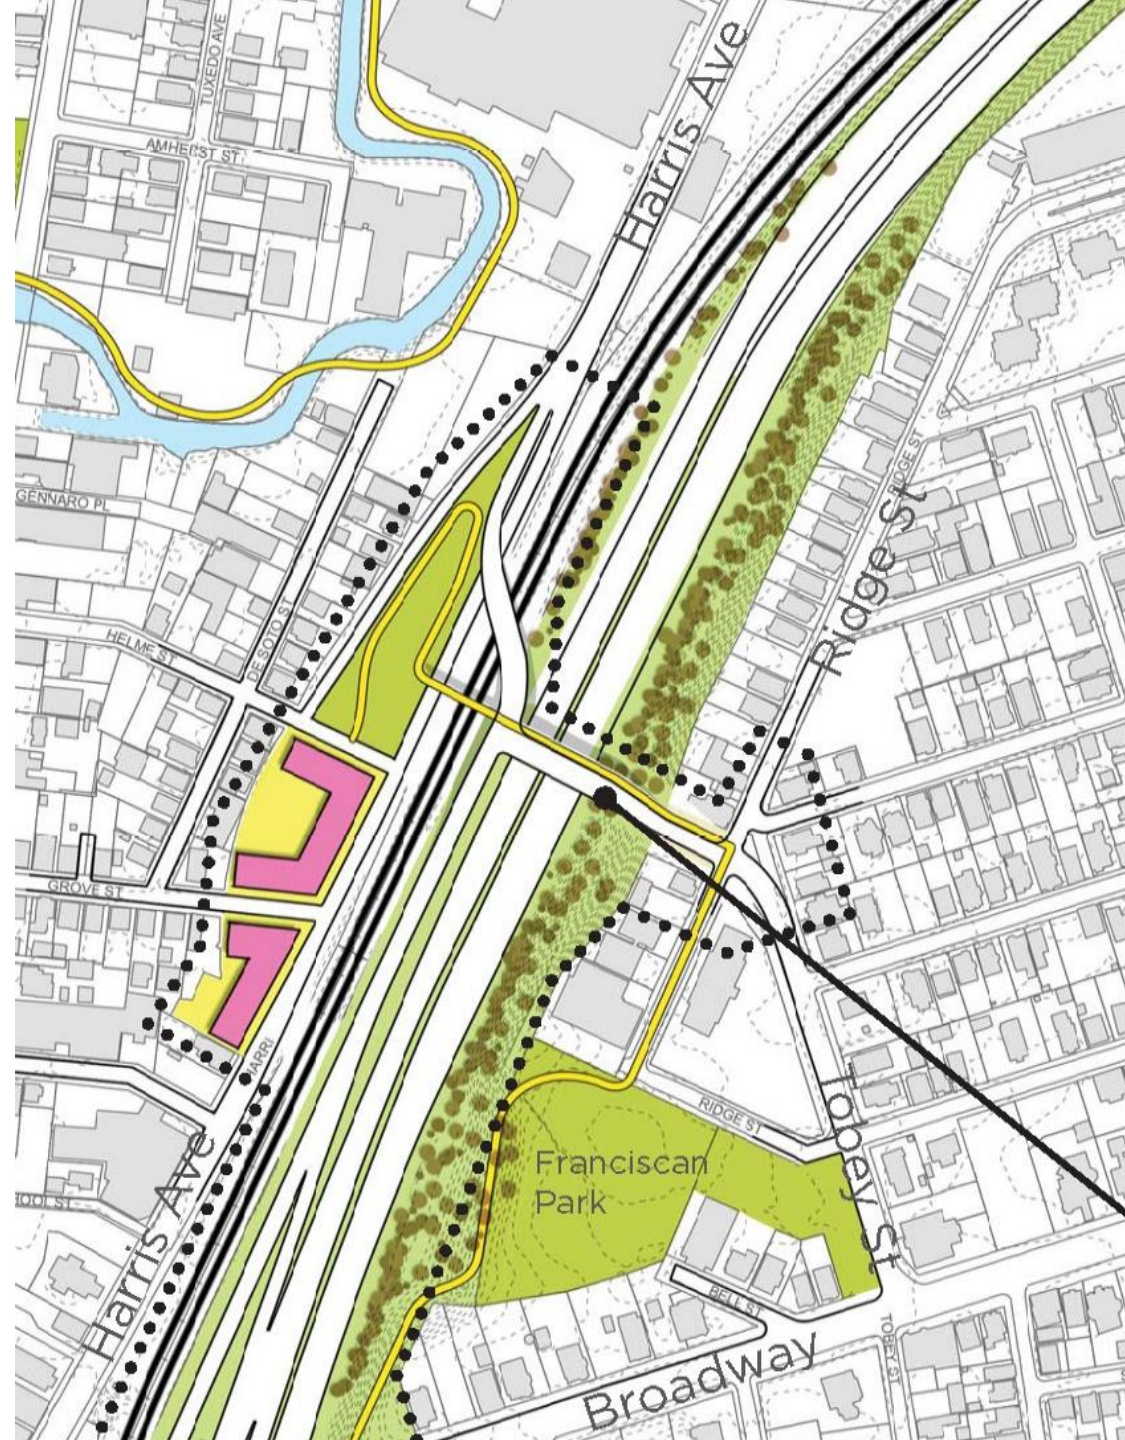 TUXEDO AVE
Harris Ave
AMHERST ST
RIDGE ST
GENNARO PL
Ridge St
DE SOTO ST
HELME ST
GROVE ST
HARRI
Tobey St
RIDGE ST
Franciscan
Park
Harris Ave
BELL ST
TOBEY ST
Broadway